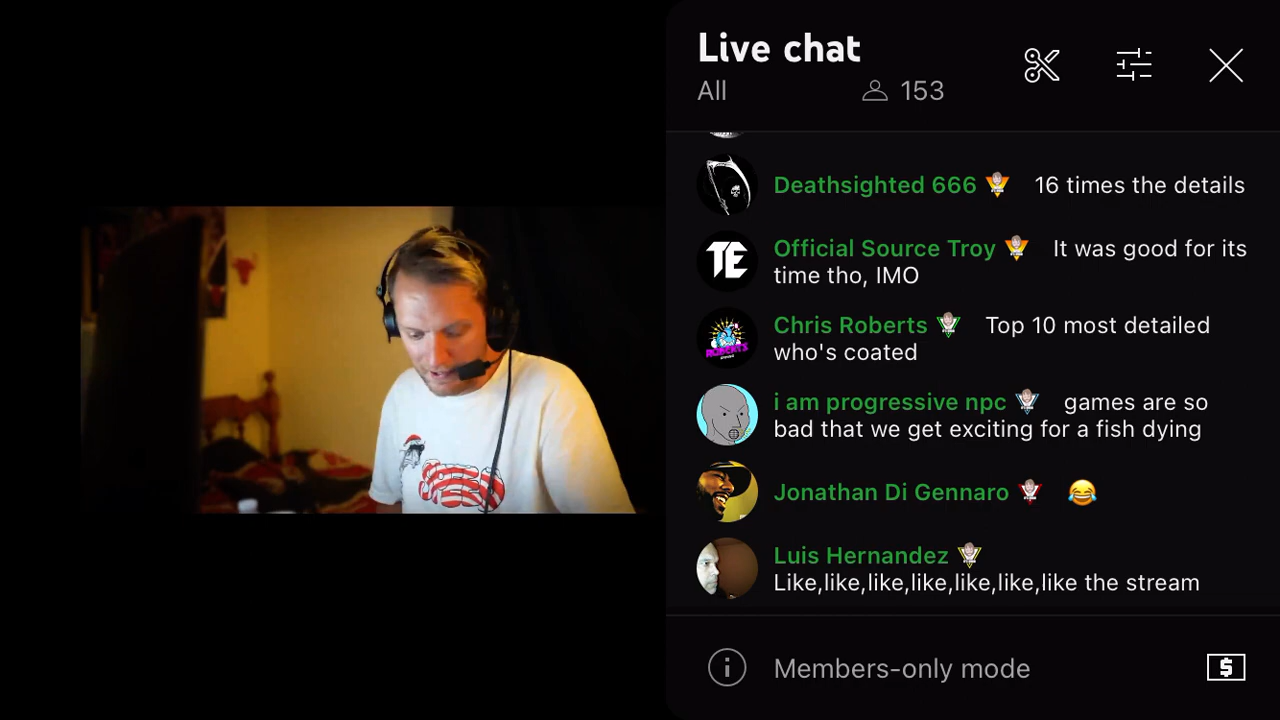 Live chat
All 153
Deathsighted 666 16 times the details
TE
Official Source Troy It was good for its
time tho, IMO
Chris Roberts Top 10 most detailed
who's coated
ROBERTS
i am progressive npc games are so
bad that we get exciting for a fish dying
Jonathan Di Gennaro 😂
Luis Hernandez
Like,like,like,like,like,like,like the stream
Members-only mode
$